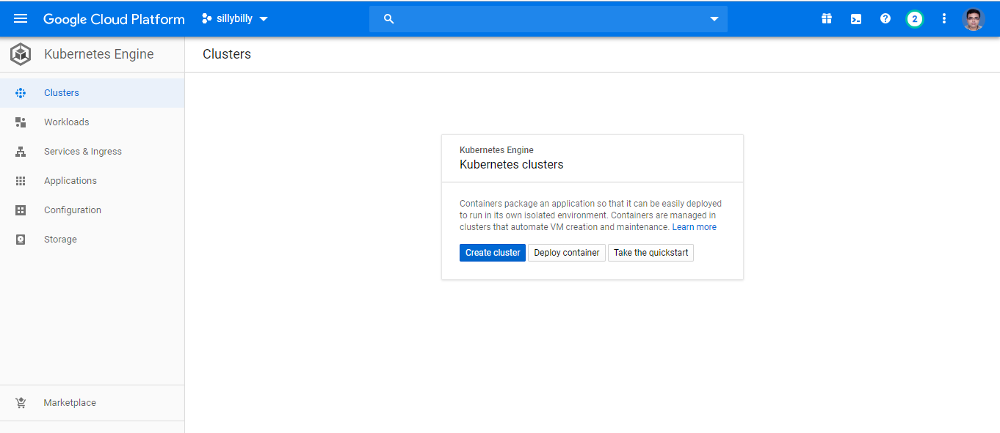 Google Cloud Platform sillybilly 2
Kubernetes Engine
Clusters
Clusters
Workloads
Services & Ingress
Applications
Configuration
Storage
Marketplace
Kubernetes Engine
Kubernetes clusters
Containers package an application so that it can be easily deployed
to run in its own isolated environment. Containers are managed in
clusters that automate VM creation and maintenance. Learn more
Create cluster Deploy container Take the quickstart